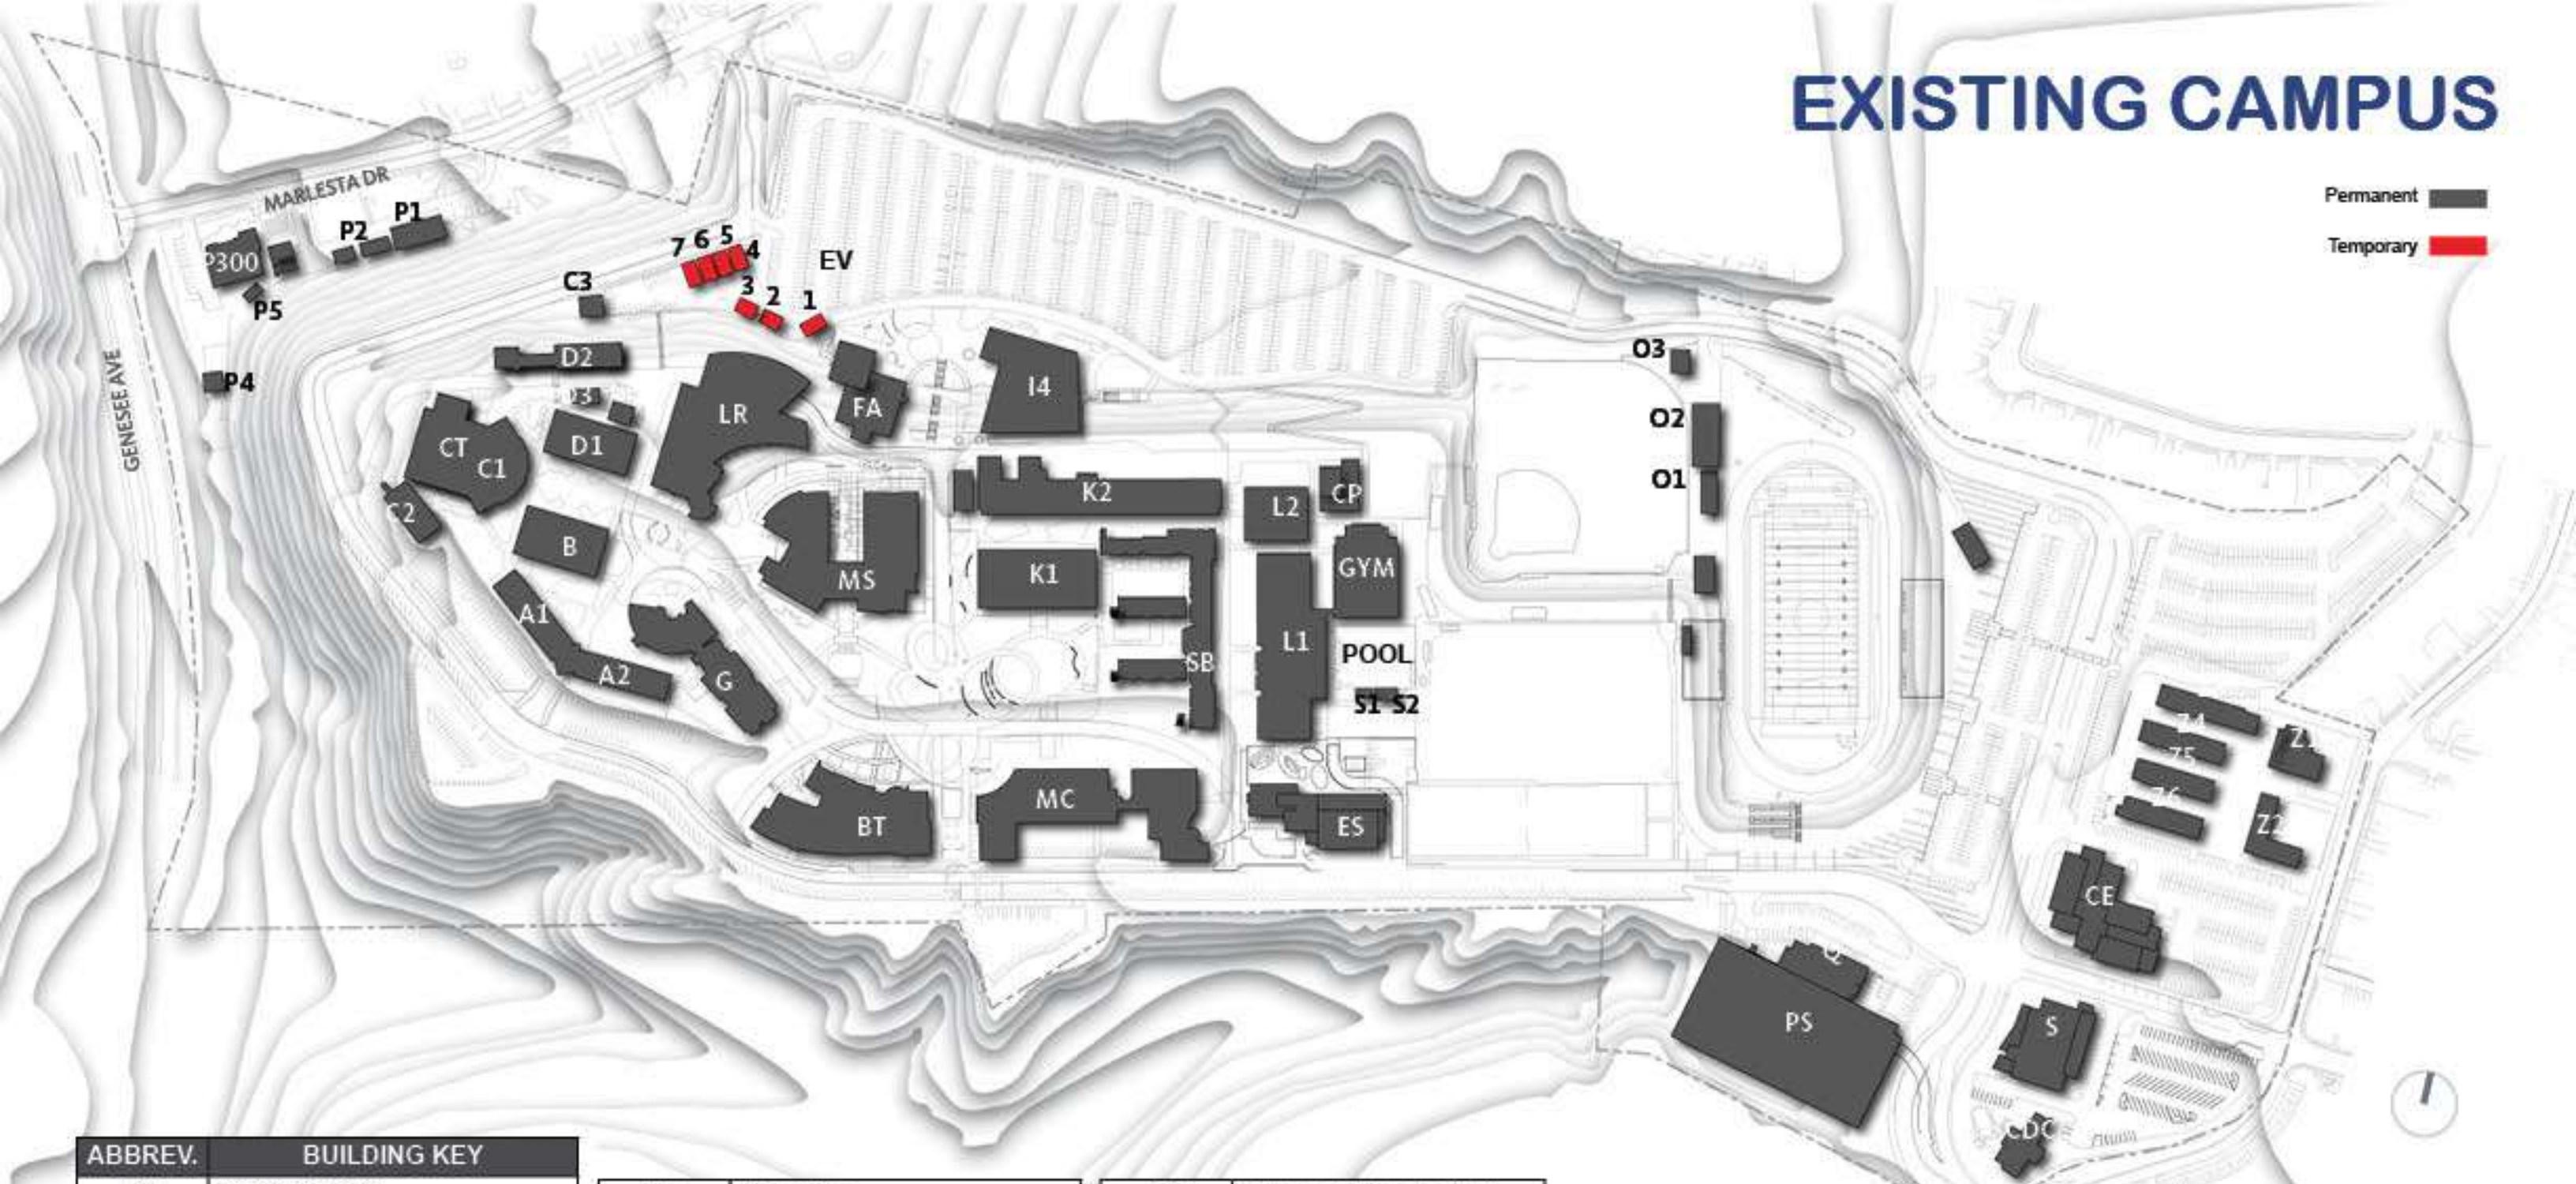 EXISTING CAMPUS
Permanent
Temporary
MARLESTA DR
P1
P2
P300
P5
P4
GENESEE AVE
7 6 5 4
3 2 1
EV
C3
D2
D3
D1
CT
C1
C2
B
A1
A2
G
LR
FA
I4
MS
K2
K1
SB
L2
CP
GYM
L1
POOL
S1 S2
O3
O2
O1
BT
MC
ES
Z4
Z5
Z6
Z2
CE
Q
PS
S
CDC
ABBREV. BUILDING KEY